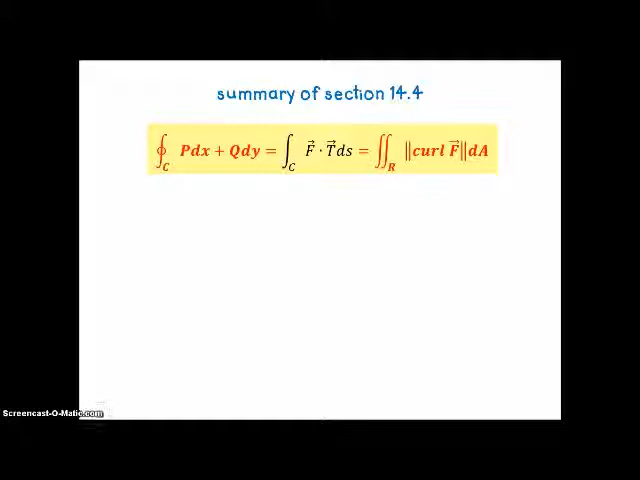 summary of section 14.4
∮_C Pdx + Qdy = ∫_C F⃗ · T⃗ds = ∬_R ‖curl F⃗‖dA
Screencast-O-Matic.com